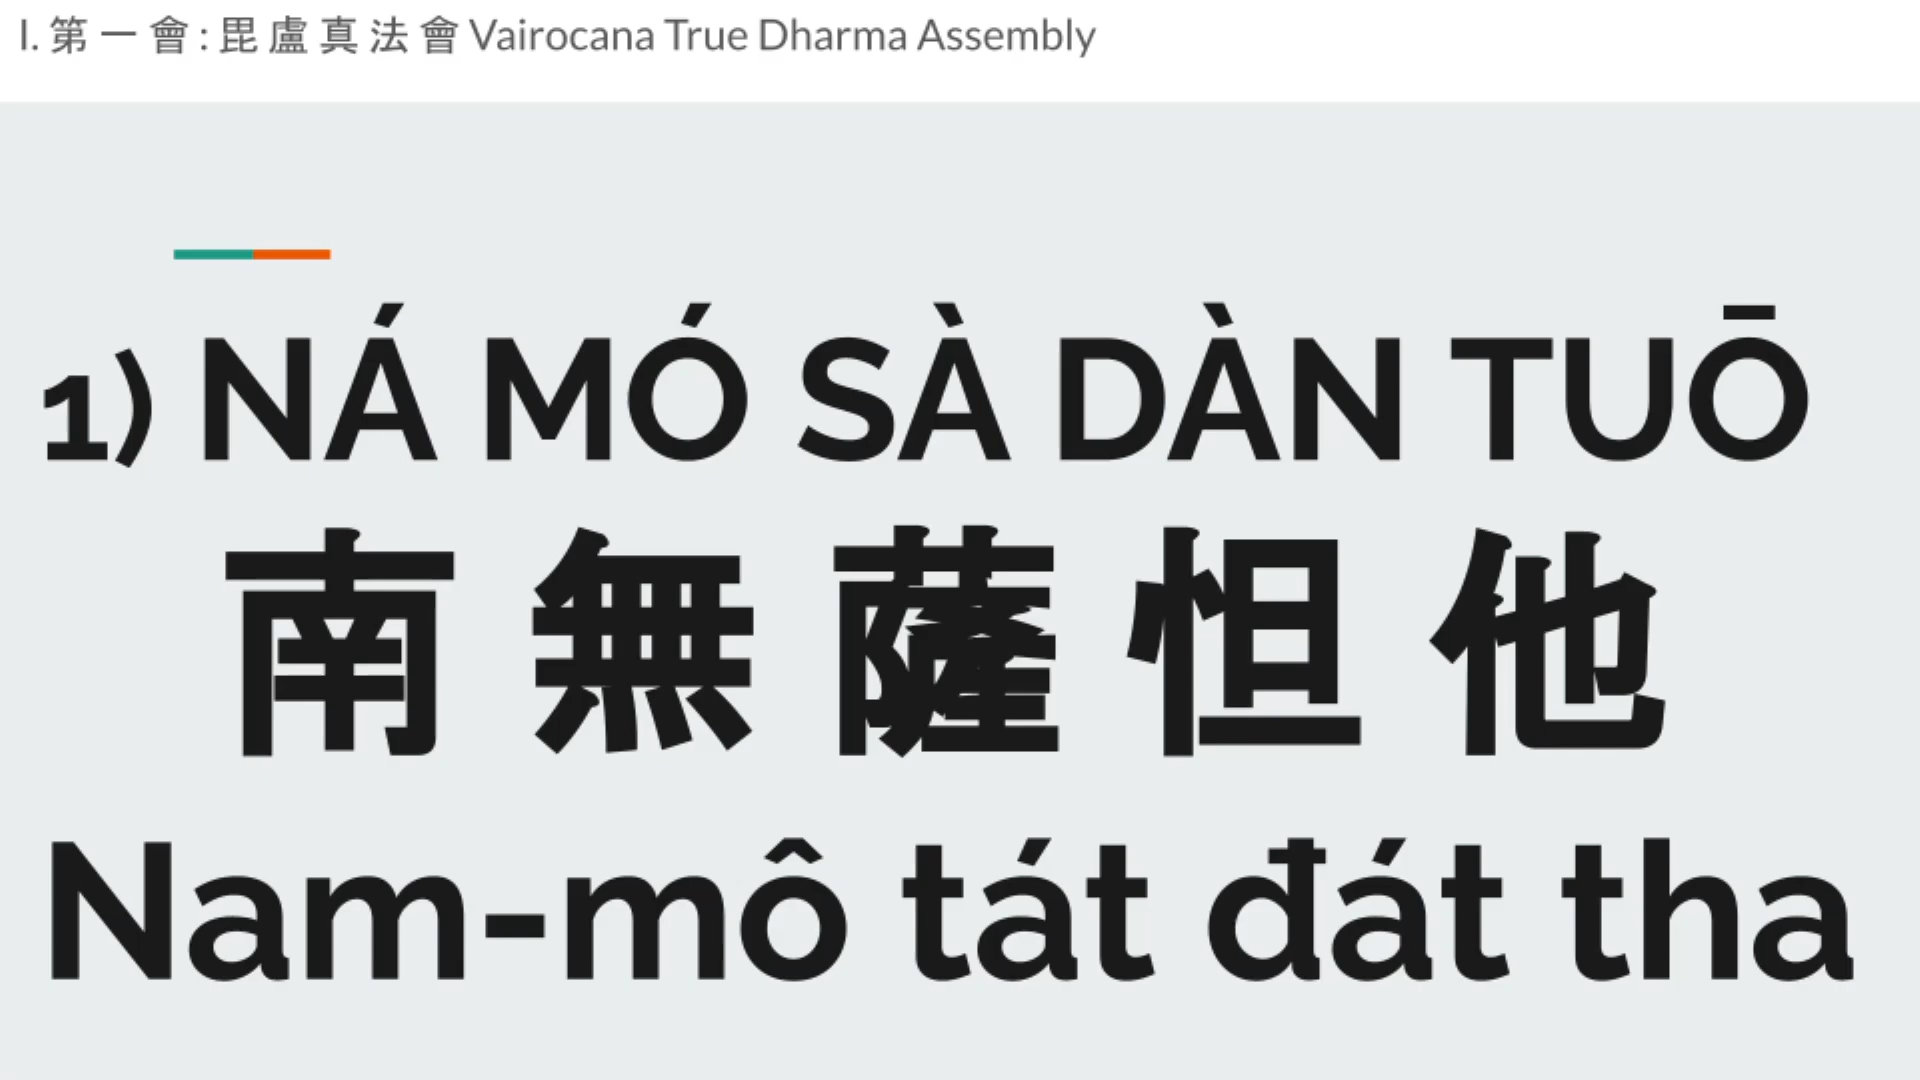 I. 第 一 會 : 毘 盧 真 法 會 Vairocana True Dharma Assembly
1) NÁ MÓ SÀ DÀN TUŌ
南 無 薩 怛 他
Nam-mô tát đát tha